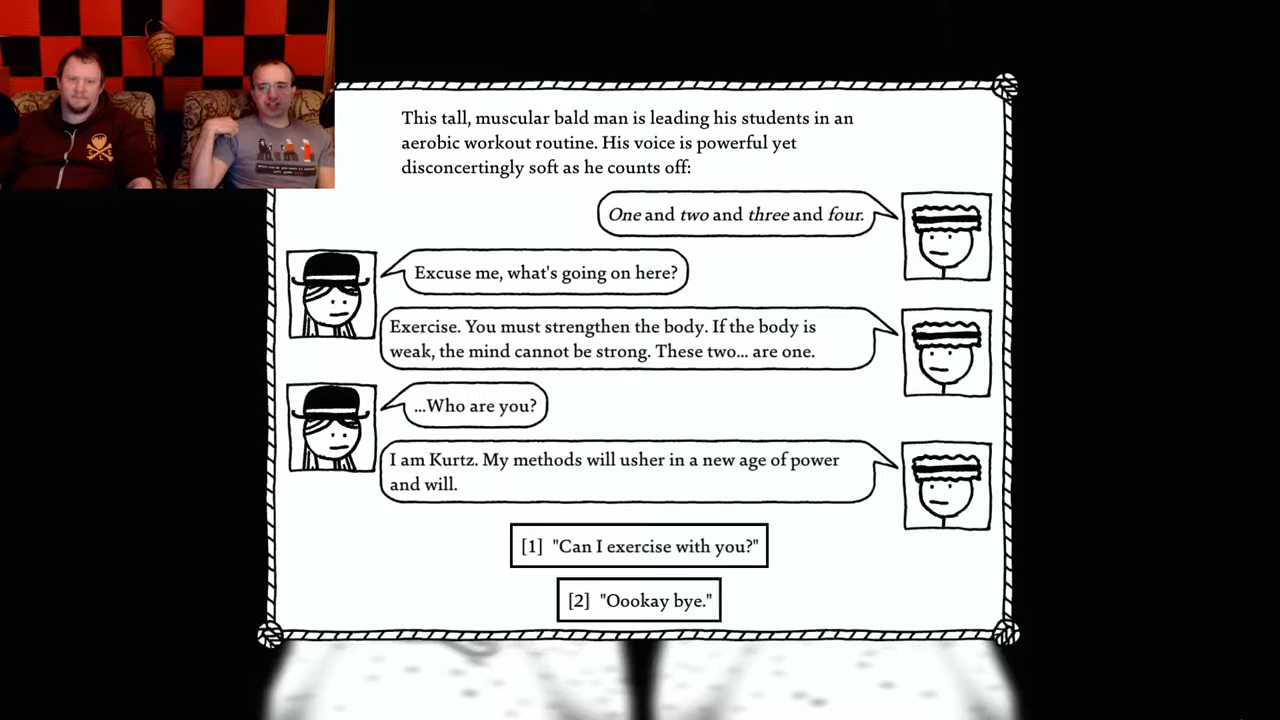 This tall, muscular bald man is leading his students in an
aerobic workout routine. His voice is powerful yet
disconcertingly soft as he counts off:
One and two and three and four.
Excuse me, what's going on here?
Exercise. You must strengthen the body. If the body is
weak, the mind cannot be strong. These two... are one.
...Who are you?
I am Kurtz. My methods will usher in a new age of power
and will.
[1] "Can I exercise with you?"
[2] "Oookay bye."